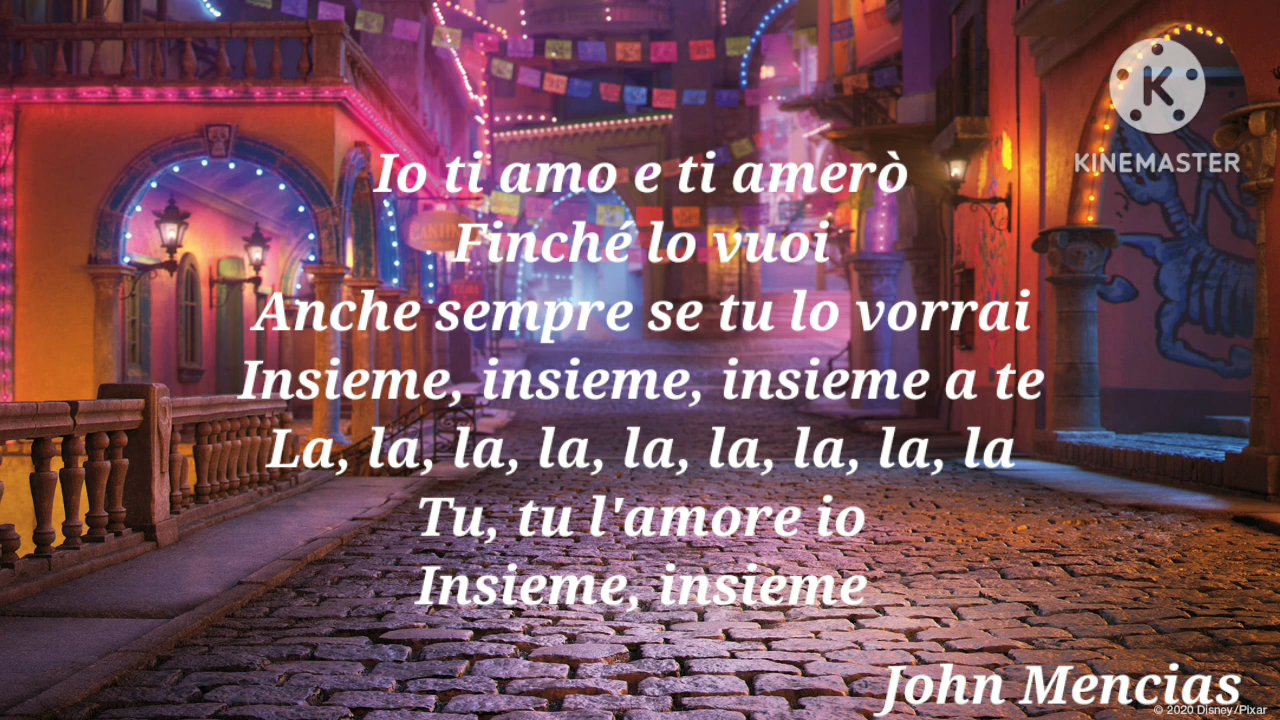 K
KINEMASTER
Io ti amo e ti amerò
Finché lo vuoi
Anche sempre se tu lo vorrai
Insieme, insieme, insieme a te
La, la, la, la, la, la, la, la, la
Tu, tu l'amore io
Insieme, insieme
John Mencias
© 2020 Disney/Pixar